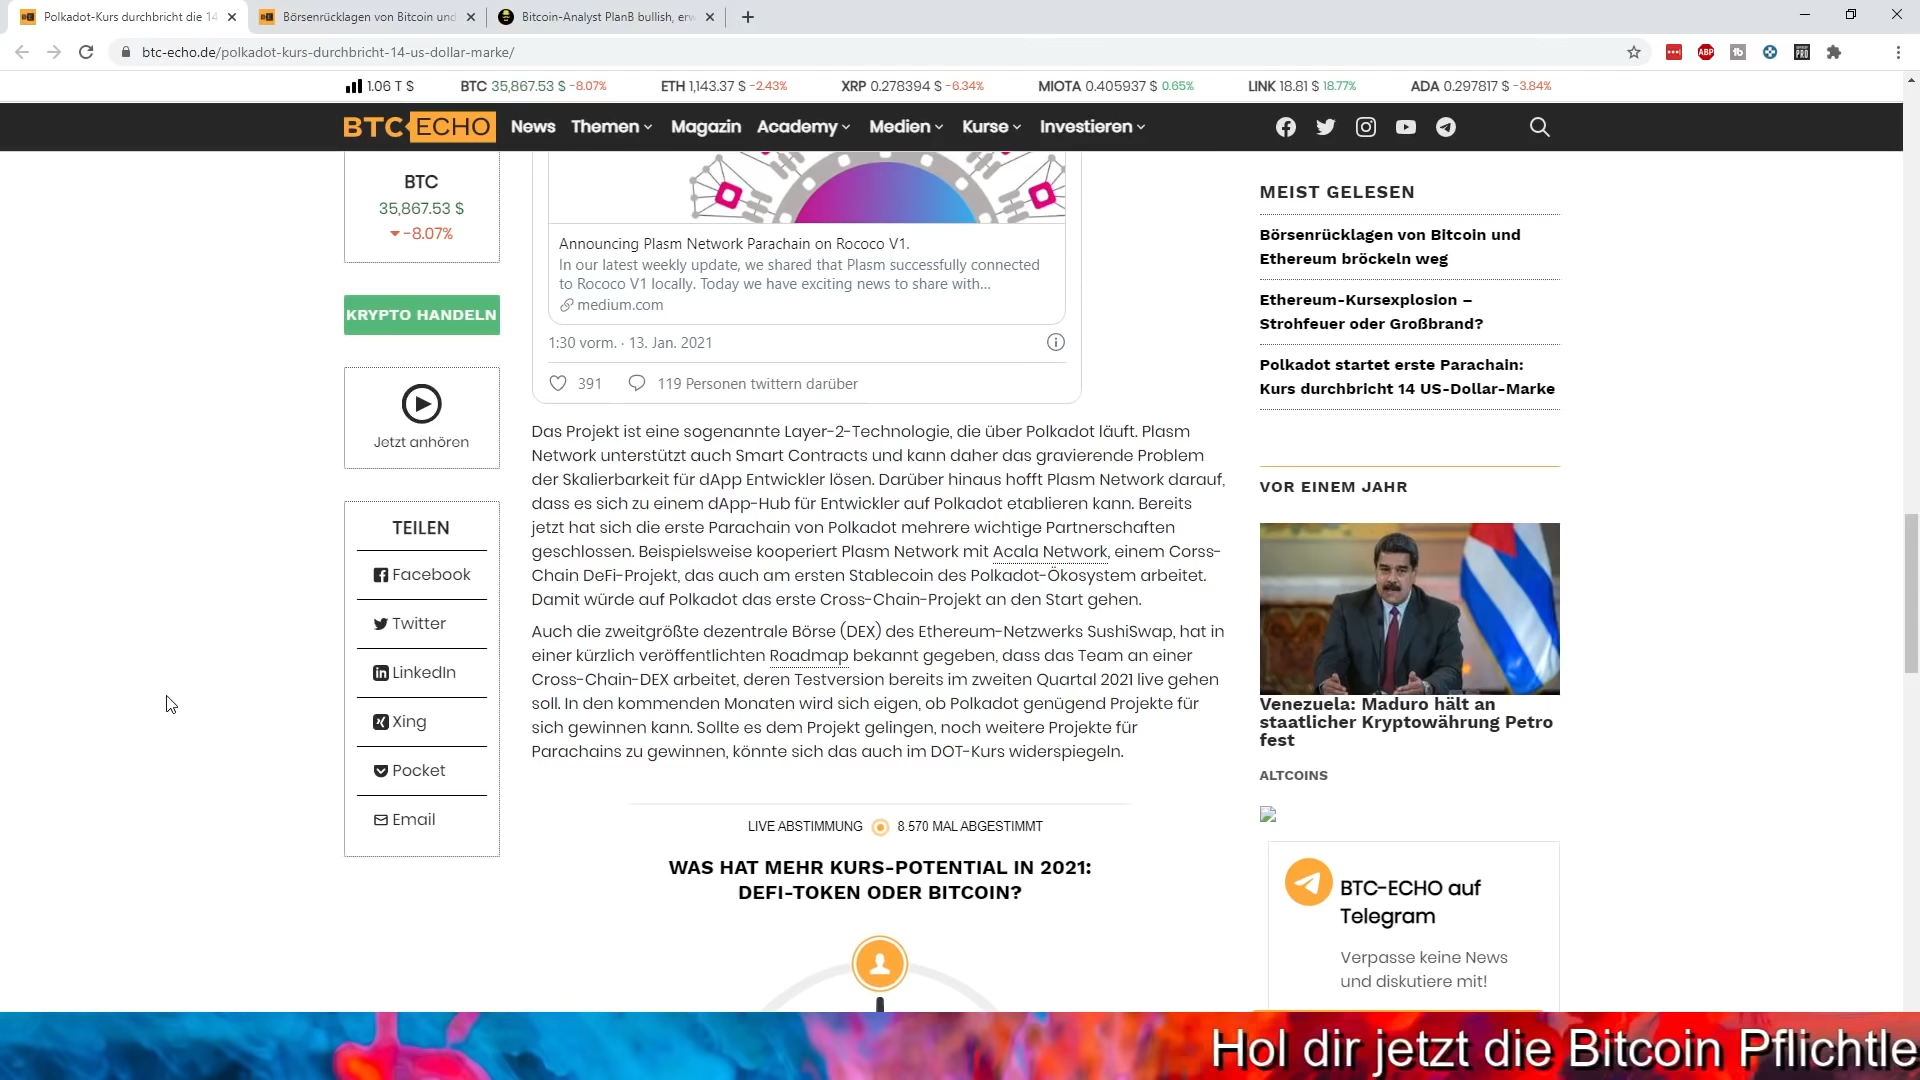 Polkadot-Kurs durchbricht die 14
Börsenrücklagen von Bitcoin und
Bitcoin-Analyst PlanB bullish, erw
btc-echo.de/polkadot-kurs-durchbricht-14-us-dollar-marke/
1.06 T $ BTC 35,867.53 $ -8.07% ETH 1,143.37 $ -2.43% XRP 0.278394 $ -6.34% MIOTA 0.405937 $ 0.65% LINK 18.81 $ 18.77% ADA 0.297817 $ -3.84%
BTC ECHO News Themen Magazin Academy Medien Kurse Investieren
BTC
35,867.53 $
-8.07%
KRYPTO HANDELN
Jetzt anhören
TEILEN
Facebook
Twitter
LinkedIn
Xing
Pocket
Email
Announcing Plasm Network Parachain on Rococo V1.
In our latest weekly update, we shared that Plasm successfully connected
to Rococo V1 locally. Today we have exciting news to share with...
medium.com
1:30 vorm. · 13. Jan. 2021
391 119 Personen twittern darüber
Das Projekt ist eine sogenannte Layer-2-Technologie, die über Polkadot läuft. Plasm
Network unterstützt auch Smart Contracts und kann daher das gravierende Problem
der Skalierbarkeit für dApp Entwickler lösen. Darüber hinaus hofft Plasm Network darauf,
dass es sich zu einem dApp-Hub für Entwickler auf Polkadot etablieren kann. Bereits
jetzt hat sich die erste Parachain von Polkadot mehrere wichtige Partnerschaften
geschlossen. Beispielsweise kooperiert Plasm Network mit Acala Network, einem Corss-
Chain DeFi-Projekt, das auch am ersten Stablecoin des Polkadot-Ökosystem arbeitet.
Damit würde auf Polkadot das erste Cross-Chain-Projekt an den Start gehen.
Auch die zweitgrößte dezentrale Börse (DEX) des Ethereum-Netzwerks SushiSwap, hat in
einer kürzlich veröffentlichten Roadmap bekannt gegeben, dass das Team an einer
Cross-Chain-DEX arbeitet, deren Testversion bereits im zweiten Quartal 2021 live gehen
soll. In den kommenden Monaten wird sich eigen, ob Polkadot genügend Projekte für
sich gewinnen kann. Sollte es dem Projekt gelingen, noch weitere Projekte für
Parachains zu gewinnen, könnte sich das auch im DOT-Kurs widerspiegeln.
LIVE ABSTIMMUNG 8.570 MAL ABGESTIMMT
WAS HAT MEHR KURS-POTENTIAL IN 2021:
DEFI-TOKEN ODER BITCOIN?
MEIST GELESEN
Börsenrücklagen von Bitcoin und
Ethereum bröckeln weg
Ethereum-Kursexplosion –
Strohfeuer oder Großbrand?
Polkadot startet erste Parachain:
Kurs durchbricht 14 US-Dollar-Marke
VOR EINEM JAHR
Venezuela: Maduro hält an
staatlicher Kryptowährung Petro
fest
ALTCOINS
BTC-ECHO auf
Telegram
Verpasse keine News
und diskutiere mit!
Hol dir jetzt die Bitcoin Pflichtle